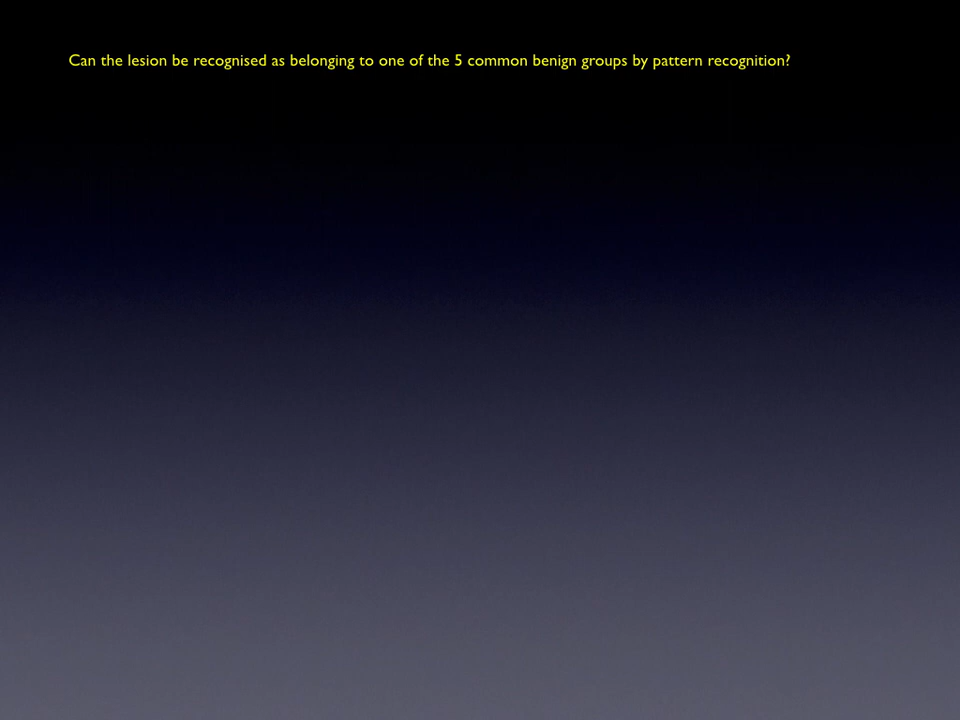 Can the lesion be recognised as belonging to one of the 5 common benign groups by pattern recognition?